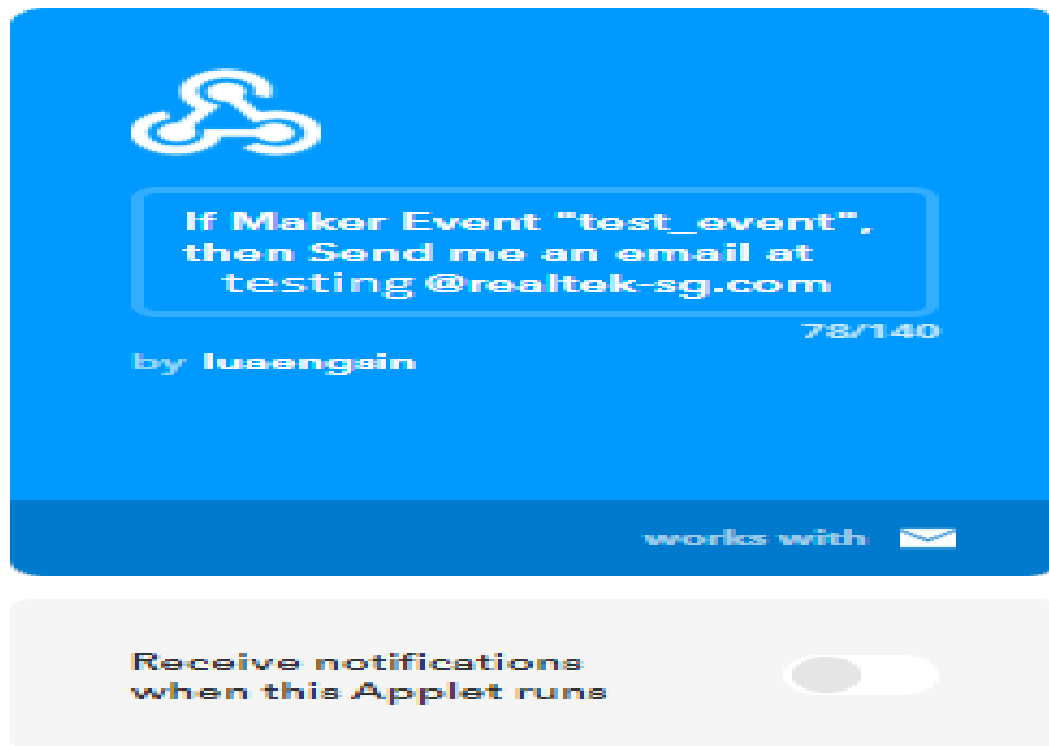 If Maker Event "test_event",
then Send me an email at
testing@realtek-sg.com
78/140
by luaengsin
works with
Receive notifications
when this Applet runs